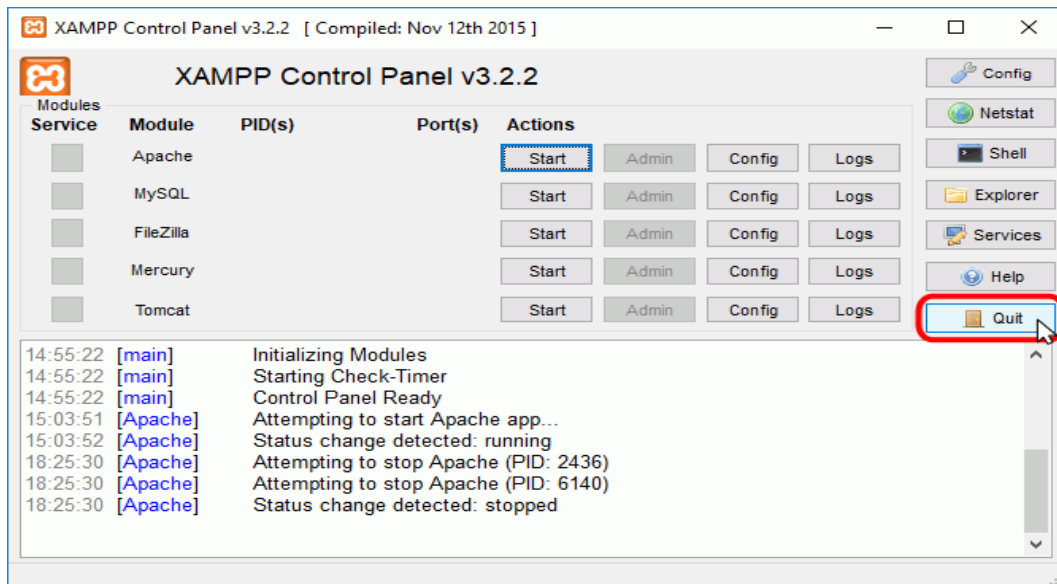 XAMPP Control Panel v3.2.2 [ Compiled: Nov 12th 2015 ]
XAMPP Control Panel v3.2.2
Config
Modules
Netstat
Service Module PID(s) Port(s) Actions
Apache Start Admin Config Logs
Shell
MySQL Start Admin Config Logs
Explorer
FileZilla Start Admin Config Logs
Services
Mercury Start Admin Config Logs
Help
Tomcat Start Admin Config Logs
Quit
14:55:22 [main] Initializing Modules
14:55:22 [main] Starting Check-Timer
14:55:22 [main] Control Panel Ready
15:03:51 [Apache] Attempting to start Apache app...
15:03:52 [Apache] Status change detected: running
18:25:30 [Apache] Attempting to stop Apache (PID: 2436)
18:25:30 [Apache] Attempting to stop Apache (PID: 6140)
18:25:30 [Apache] Status change detected: stopped